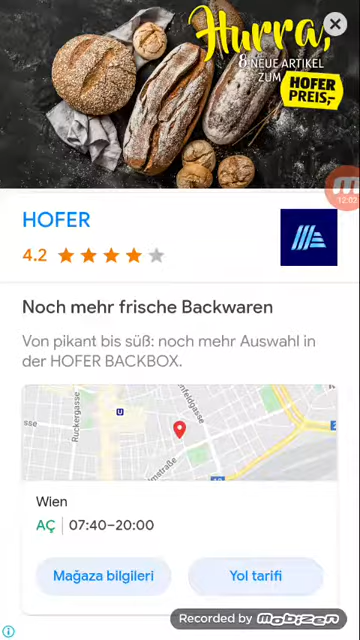 Hurra,
8 NEUE ARTIKEL
ZUM HOFER
PREIS,-
12:02
HOFER
4.2
Noch mehr frische Backwaren
Von pikant bis süß: noch mehr Auswahl in
der HOFER BACKBOX.
Ruckergasse
U
Wien
AÇ 07:40–20:00
Mağaza bilgileri
Yol tarifi
Recorded by Mobizen